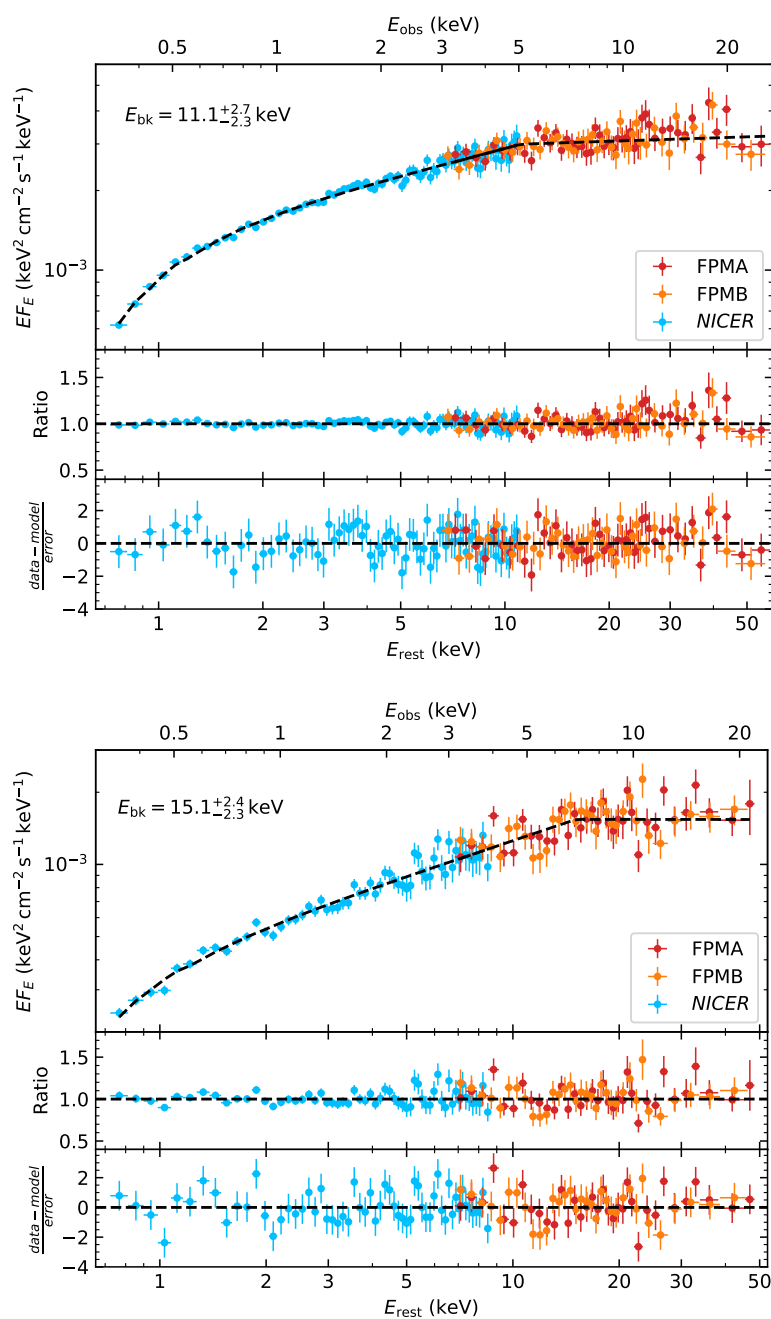 E_obs (keV)
0.5 1 2 3 5 10 20
E_bk = 11.1^{+2.7}_{-2.3} keV
EF_E (keV² cm⁻² s⁻¹ keV⁻¹)
10⁻³
FPMA
FPMB
NICER
Ratio
1.5
1.0
0.5
data − model
error
2
0
−2
−4
1 2 3 5 10 20 30 50
E_rest (keV)
E_obs (keV)
0.5 1 2 3 5 10 20
E_bk = 15.1^{+2.4}_{-2.3} keV
EF_E (keV² cm⁻² s⁻¹ keV⁻¹)
10⁻³
FPMA
FPMB
NICER
Ratio
1.5
1.0
0.5
data − model
error
2
0
−2
−4
1 2 3 5 10 20 30 50
E_rest (keV)